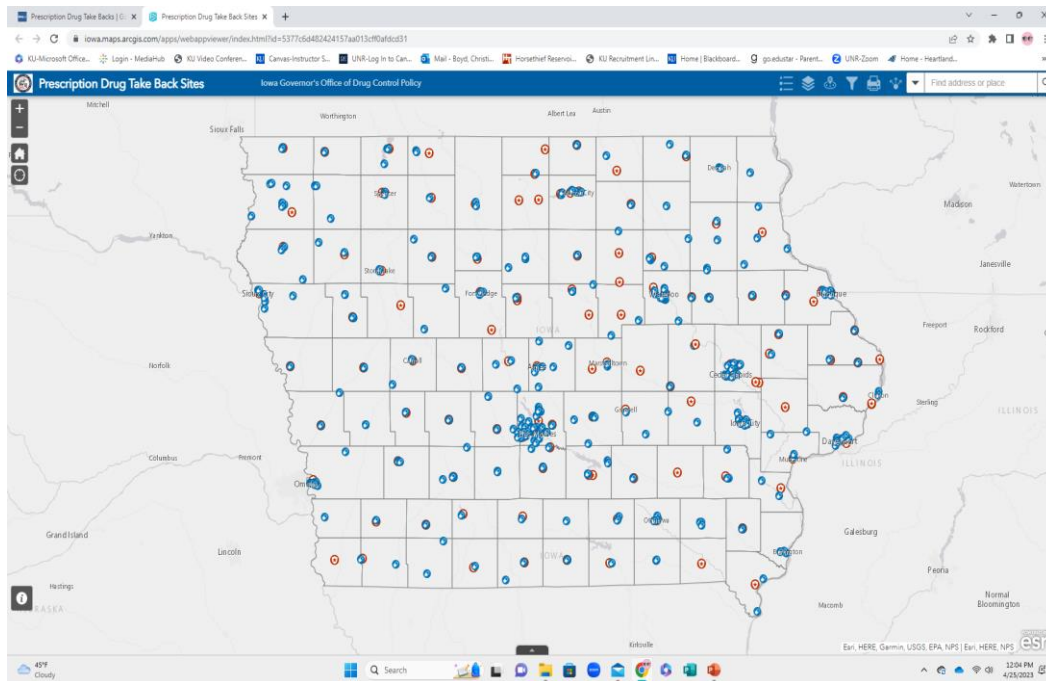 Prescription Drug Take Backs | G
Prescription Drug Take Back Sites
iowa.maps.arcgis.com/apps/webappviewer/index.html?id=5377c6d482424157aa013cff0afdcd31
KU-Microsoft Office...
Login - MediaHub
KU Video Conferen...
Canvas-Instructor S...
UNR-Log In to Can...
Mail - Boyd, Christi...
Horsethief Reservoi...
KU Recruitment Lin...
Home | Blackboard...
go.edustar - Parent...
UNR-Zoom
Home - Heartland...
Prescription Drug Take Back Sites
Iowa Governor's Office of Drug Control Policy
Find address or place
Mitchell
Worthington
Albert Lea
Austin
Sioux Falls
Decorah
Watertown
Spencer
City
Madison
Yankton
Janesville
Storm Lake
Sioux City
Fort Dodge
Waterloo
Dubuque
IOWA
Freeport
Rockford
Norfolk
Carroll
Ames
Marshalltown
Cedar Rapids
Clinton
Sterling
Grinnell
ILLINOIS
Iowa City
Des Moines
Davenport
Columbus
Fremont
Muscatine
ILLINOIS
Omaha
Grand Island
Ottumwa
Galesburg
Lincoln
IOWA
Burlington
Peoria
Hastings
Normal
Bloomington
Macomb
Kirksville
Esri, HERE, Garmin, USGS, EPA, NPS | Esri, HERE, NPS
esri
45°F
Cloudy
Search
12:04 PM
4/25/2023